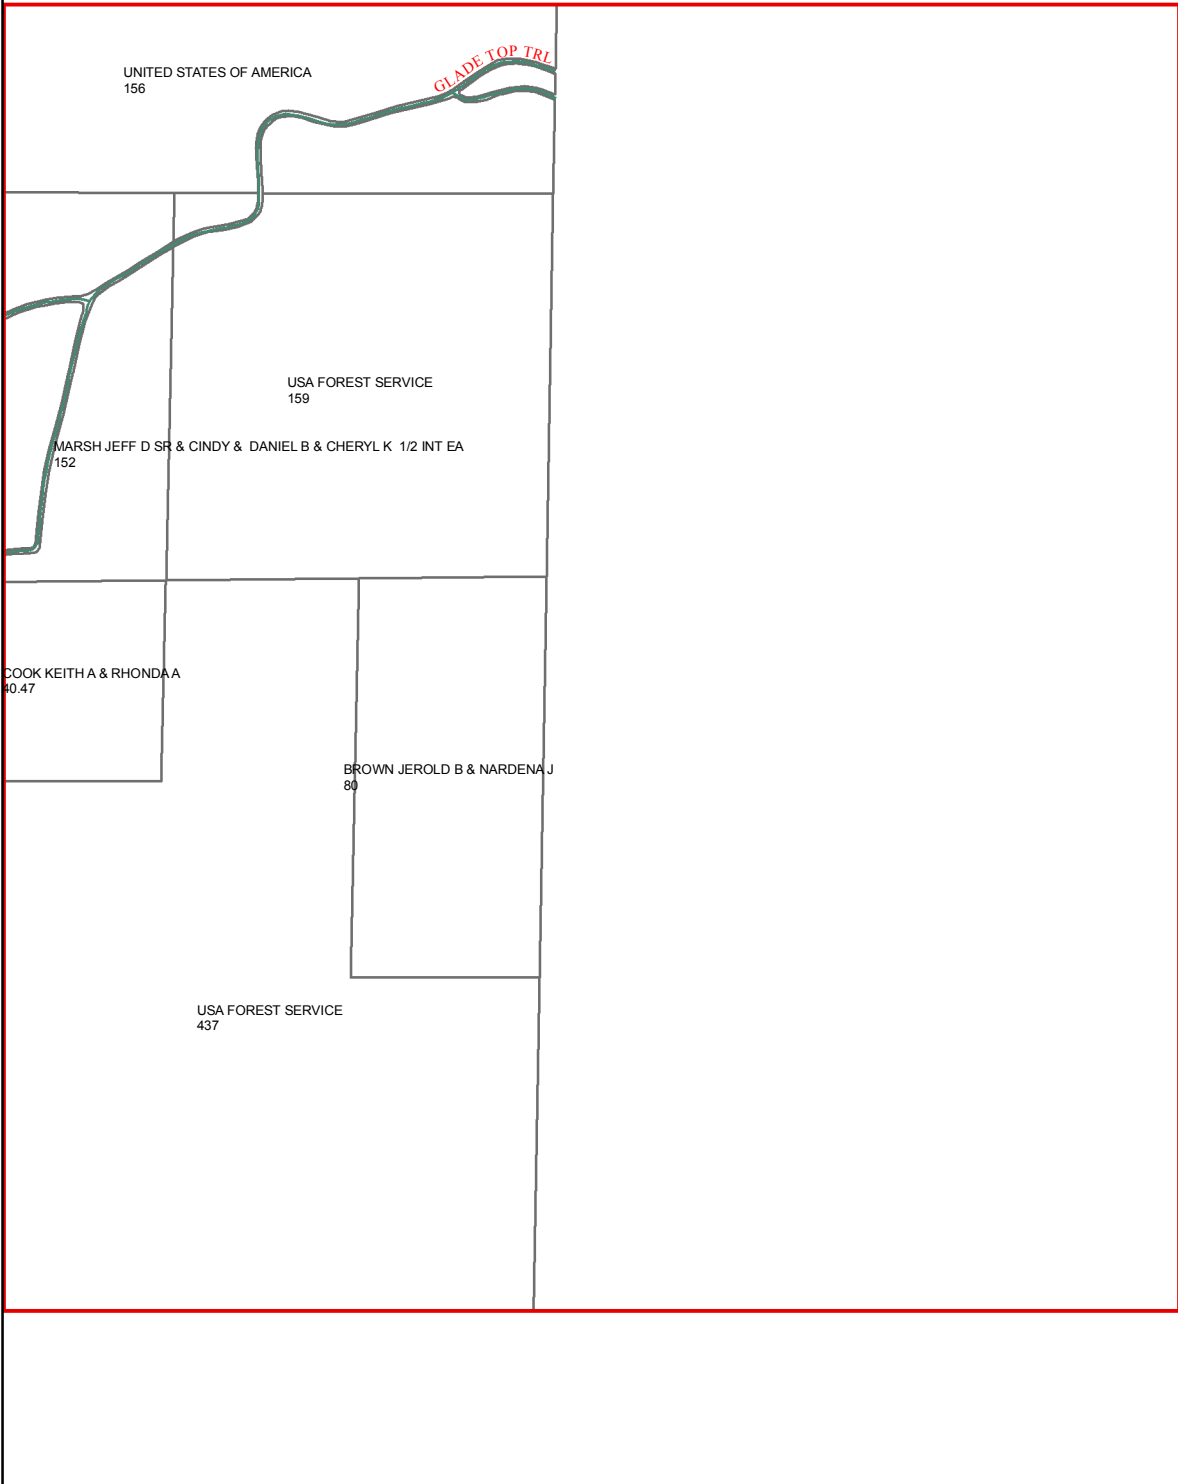 GLADE TOP TRL
UNITED STATES OF AMERICA
156
USA FOREST SERVICE
159
MARSH JEFF D SR & CINDY & DANIEL B & CHERYL K 1/2 INT EA
152
COOK KEITH A & RHONDA A
40.47
BROWN JEROLD B & NARDENA J
80
USA FOREST SERVICE
437